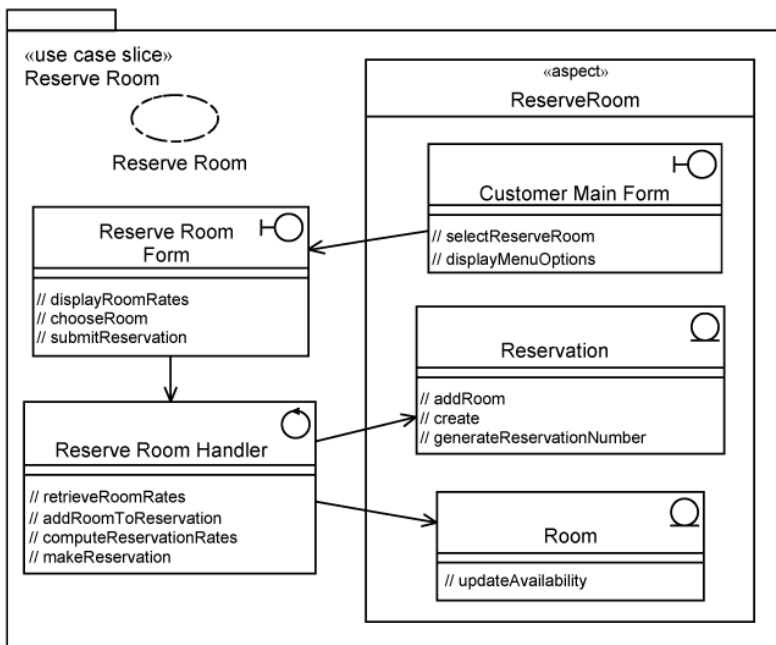 «use case slice»
Reserve Room
Reserve Room
«aspect»
ReserveRoom
Customer Main Form
// selectReserveRoom
// displayMenuOptions
Reserve Room
Form
// displayRoomRates
// chooseRoom
// submitReservation
Reservation
// addRoom
// create
// generateReservationNumber
Reserve Room Handler
// retrieveRoomRates
// addRoomToReservation
// computeReservationRates
// makeReservation
Room
// updateAvailability